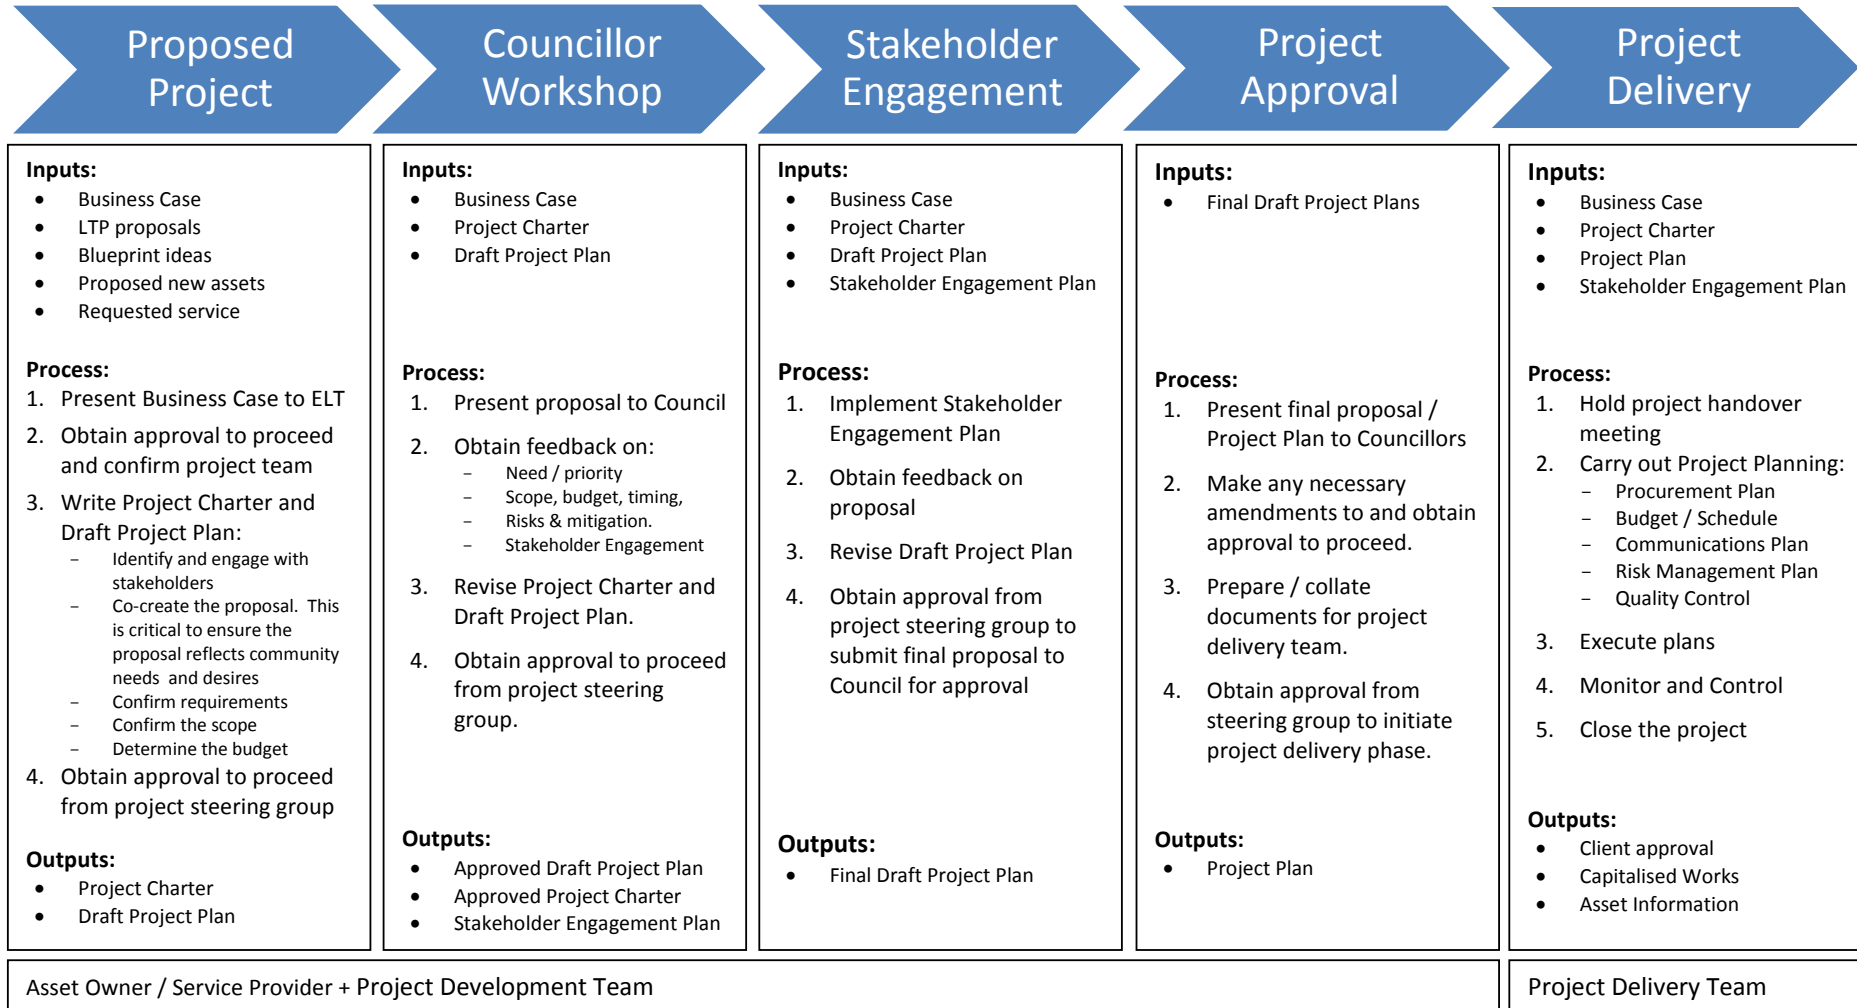 Proposed
Project
Councillor
Workshop
Stakeholder
Engagement
Project
Approval
Project
Delivery
Inputs:
• Business Case
• LTP proposals
• Blueprint ideas
• Proposed new assets
• Requested service
Process:
1. Present Business Case to ELT
2. Obtain approval to proceed
and confirm project team
3. Write Project Charter and
Draft Project Plan:
– Identify and engage with
stakeholders
– Co-create the proposal. This
is critical to ensure the
proposal reflects community
needs and desires
– Confirm requirements
– Confirm the scope
– Determine the budget
4. Obtain approval to proceed
from project steering group
Outputs:
• Project Charter
• Draft Project Plan
Inputs:
• Business Case
• Project Charter
• Draft Project Plan
Process:
1. Present proposal to Council
2. Obtain feedback on:
– Need / priority
– Scope, budget, timing,
– Risks & mitigation.
– Stakeholder Engagement
3. Revise Project Charter and
Draft Project Plan.
4. Obtain approval to proceed
from project steering
group.
Outputs:
• Approved Draft Project Plan
• Approved Project Charter
• Stakeholder Engagement Plan
Inputs:
• Business Case
• Project Charter
• Draft Project Plan
• Stakeholder Engagement Plan
Process:
1. Implement Stakeholder
Engagement Plan
2. Obtain feedback on
proposal
3. Revise Draft Project Plan
4. Obtain approval from
project steering group to
submit final proposal to
Council for approval
Outputs:
• Final Draft Project Plan
Inputs:
• Final Draft Project Plans
Process:
1. Present final proposal /
Project Plan to Councillors
2. Make any necessary
amendments to and obtain
approval to proceed.
3. Prepare / collate
documents for project
delivery team.
4. Obtain approval from
steering group to initiate
project delivery phase.
Outputs:
• Project Plan
Inputs:
• Business Case
• Project Charter
• Project Plan
• Stakeholder Engagement Plan
Process:
1. Hold project handover
meeting
2. Carry out Project Planning:
– Procurement Plan
– Budget / Schedule
– Communications Plan
– Risk Management Plan
– Quality Control
3. Execute plans
4. Monitor and Control
5. Close the project
Outputs:
• Client approval
• Capitalised Works
• Asset Information
Asset Owner / Service Provider + Project Development Team
Project Delivery Team